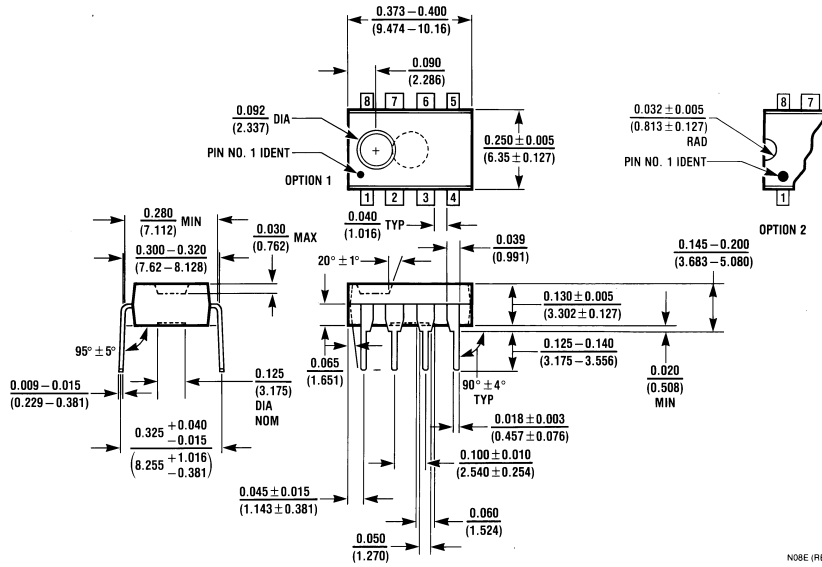 0.373–0.400
(9.474–10.16)
0.090
(2.286)
8 7 6 5
0.092 DIA
(2.337)
PIN NO. 1 IDENT
OPTION 1
1 2 3 4
0.250 ± 0.005
(6.35 ± 0.127)
0.032 ± 0.005
(0.813 ± 0.127)
RAD
PIN NO. 1 IDENT
8 7
1
OPTION 2
0.280 MIN
(7.112)
0.300–0.320
(7.62–8.128)
0.030 MAX
(0.762)
0.040 TYP
(1.016)
0.039
(0.991)
20° ± 1°
0.145–0.200
(3.683–5.080)
0.130 ± 0.005
(3.302 ± 0.127)
0.125–0.140
(3.175–3.556)
0.020
(0.508)
MIN
95° ± 5°
0.009–0.015
(0.229–0.381)
0.125
(3.175)
DIA
NOM
0.065
(1.651)
90° ± 4°
TYP
0.018 ± 0.003
(0.457 ± 0.076)
0.325 +0.040 −0.015
(8.255 +1.016 −0.381)
0.100 ± 0.010
(2.540 ± 0.254)
0.045 ± 0.015
(1.143 ± 0.381)
0.060
(1.524)
0.050
(1.270)
N08E (RE